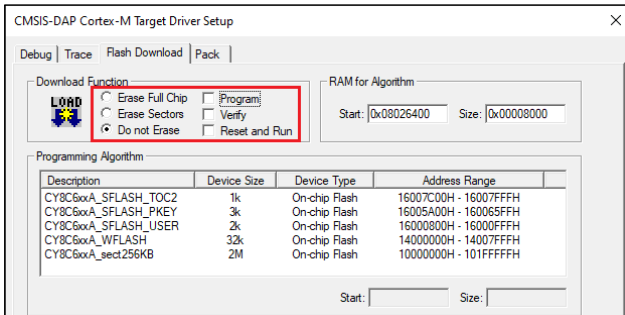 CMSIS-DAP Cortex-M Target Driver Setup
Debug Trace Flash Download Pack
Download Function
LOAD
Erase Full Chip Program
Erase Sectors Verify
Do not Erase Reset and Run
RAM for Algorithm
Start: 0x08026400 Size: 0x00008000
Programming Algorithm
Description Device Size Device Type Address Range
CY8C6xxA_SFLASH_TOC2 1k On-chip Flash 16007C00H - 16007FFFH
CY8C6xxA_SFLASH_PKEY 3k On-chip Flash 16005A00H - 160065FFH
CY8C6xxA_SFLASH_USER 2k On-chip Flash 16000800H - 16000FFFH
CY8C6xxA_WFLASH 32k On-chip Flash 14000000H - 14007FFFH
CY8C6xxA_sect256KB 2M On-chip Flash 10000000H - 101FFFFFH
Start: Size: